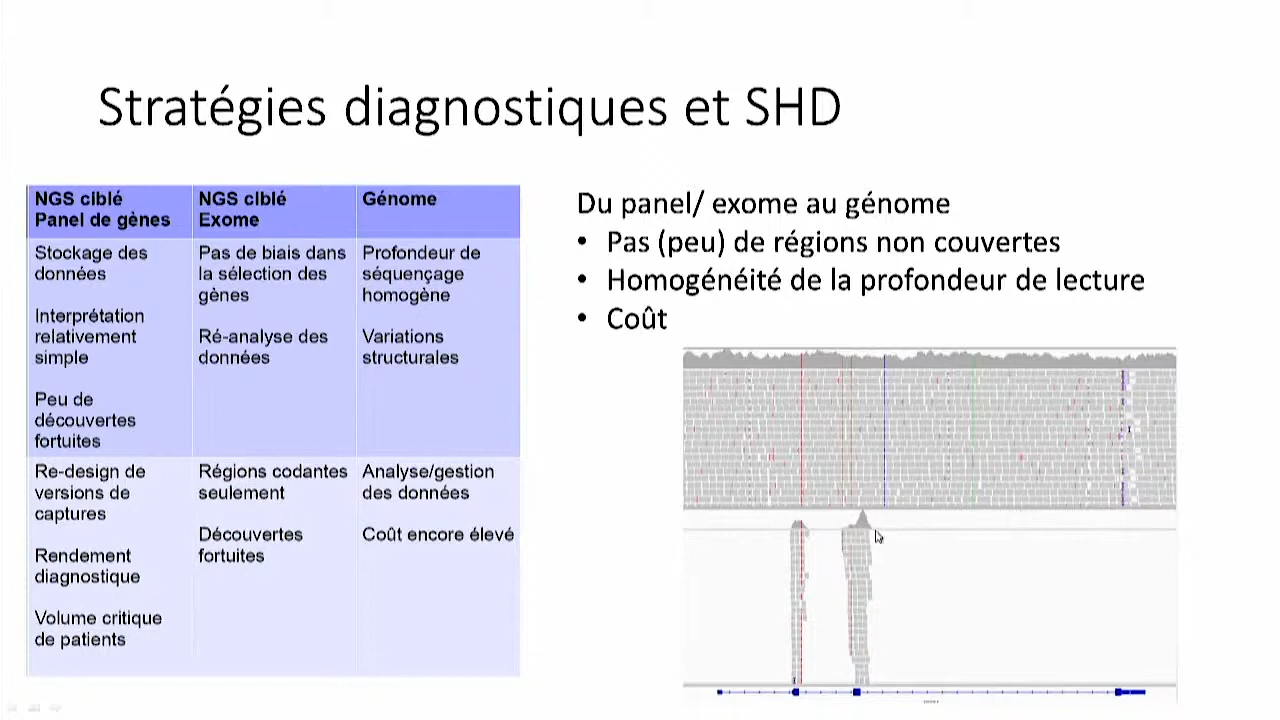 Stratégies diagnostiques et SHD
NGS ciblé
Panel de gènes
NGS ciblé
Exome
Génome
Stockage des
données
Interprétation
relativement
simple
Peu de
découvertes
fortuites
Pas de biais dans
la sélection des
gènes
Ré-analyse des
données
Profondeur de
séquençage
homogène
Variations
structurales
Re-design de
versions de
captures
Rendement
diagnostique
Volume critique
de patients
Régions codantes
seulement
Découvertes
fortuites
Analyse/gestion
des données
Coût encore élevé
Du panel/ exome au génome
• Pas (peu) de régions non couvertes
• Homogénéité de la profondeur de lecture
• Coût